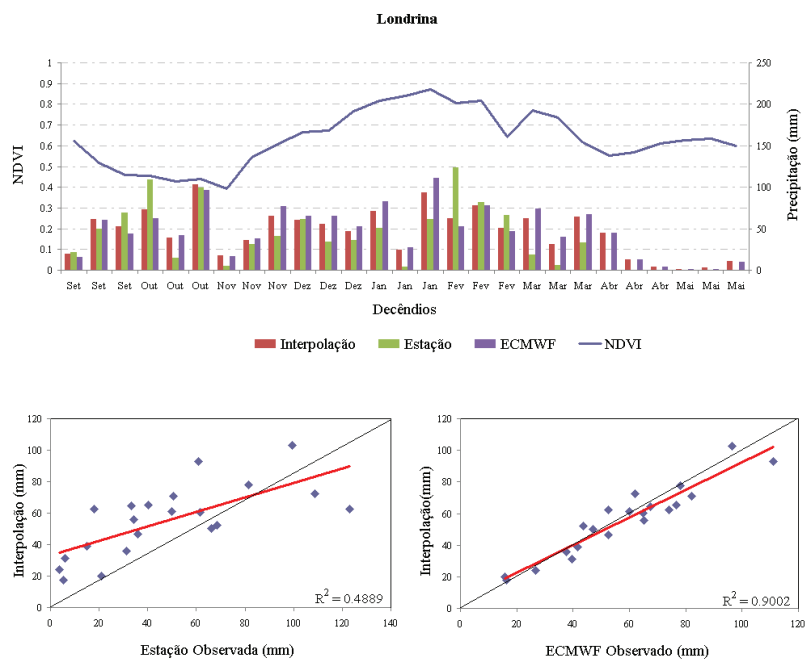 Londrina
NDVI
1
0.9
0.8
0.7
0.6
0.5
0.4
0.3
0.2
0.1
0
Precipitação (mm)
250
200
150
100
50
0
Set Set Set Out Out Out Nov Nov Nov Dez Dez Dez Jan Jan Jan Fev Fev Fev Mar Mar Mar Abr Abr Abr Mai Mai Mai
Decêndios
Interpolação Estação ECMWF NDVI
Interpolação (mm)
120
100
80
60
40
20
0
R² = 0.4889
0 20 40 60 80 100 120 140
Estação Observada (mm)
Interpolação(mm)
120
100
80
60
40
20
0
R² = 0.9002
0 20 40 60 80 100 120
ECMWF Observado (mm)